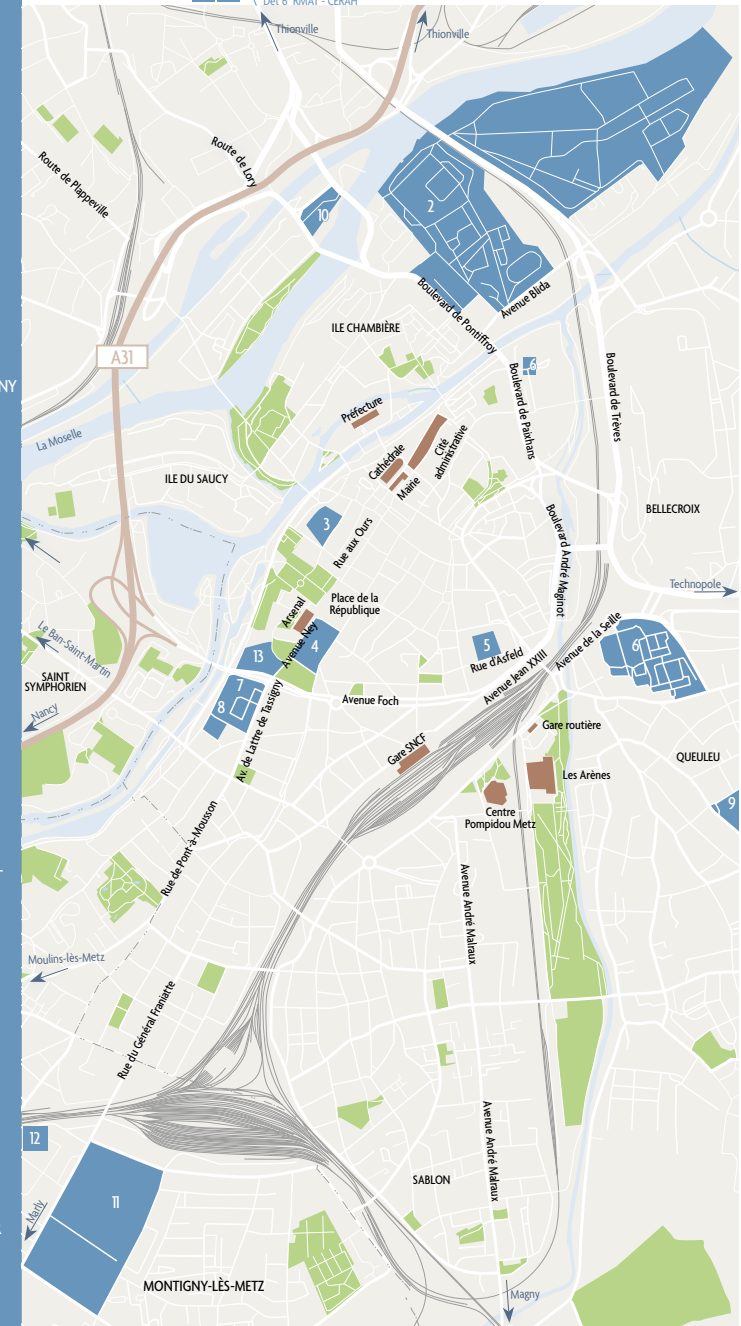 Dét 6° RMAT - CERAH
Thionville
Thionville
Route de Plappeville
Route de Lory
10
2
ILE CHAMBIÈRE
Boulevard de Pontiffroy
Avenue Blida
A31
NY
6
Boulevard de Paixhans
Boulevard de Trèves
La Moselle
Préfecture
Cathédrale
Mairie
Cité
administrative
ILE DU SAUCY
BELLECROIX
3
Rue aux Ours
Boulevard André Maginot
Technopole
Arsenal
Place de la
République
Le Ban-Saint-Martin
Avenue Ney
4
5
Rue d'Asfeld
Avenue de la Seille
6
13
SAINT
SYMPHORIEN
7
8
Avenue Jean XXIII
Nancy
Av. de Lattre de Tassigny
Avenue Foch
Gare routière
Gare SNCF
QUEULEU
Les Arènes
9
Centre
Pompidou Metz
Rue de Pont-à-Mousson
Avenue André Malraux
Moulins-lès-Metz
Rue du Général Franiatte
12
Avenue André Malraux
SABLON
11
Marly
MONTIGNY-LÈS-METZ
Magny